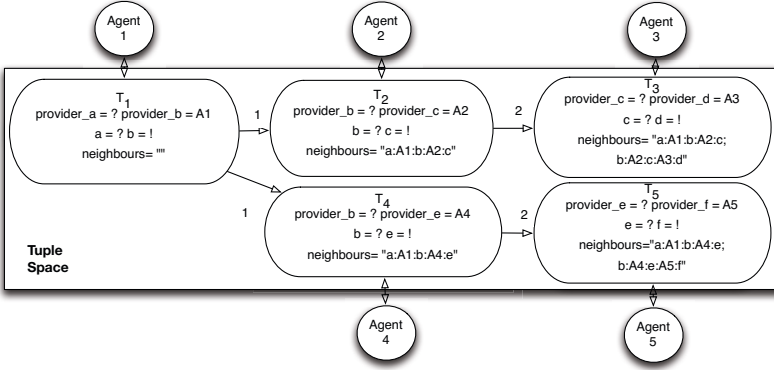 Agent
1
Agent
2
Agent
3
T1
provider_a = ? provider_b = A1
a = ? b = !
neighbours= ""
1
T2
provider_b = ? provider_c = A2
b = ? c = !
neighbours= "a:A1:b:A2:c"
2
T3
provider_c = ? provider_d = A3
c = ? d = !
neighbours= "a:A1:b:A2:c;
b:A2:c:A3:d"
1
T4
provider_b = ? provider_e = A4
b = ? e = !
neighbours= "a:A1:b:A4:e"
2
T5
provider_e = ? provider_f = A5
e = ? f = !
neighbours="a:A1:b:A4:e;
b:A4:e:A5:f"
Tuple
Space
Agent
4
Agent
5